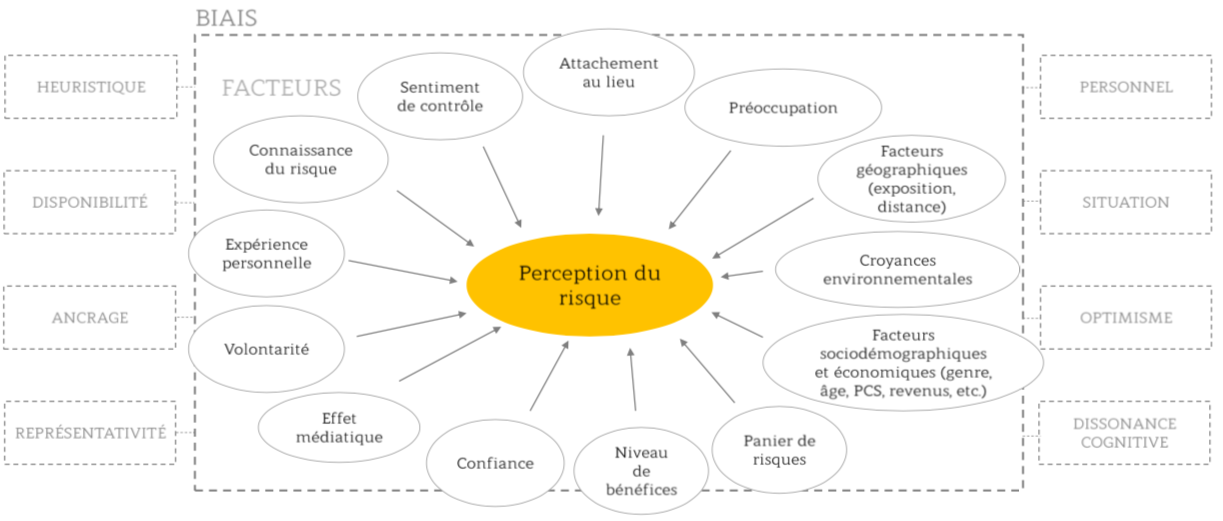 BIAIS
FACTEURS
HEURISTIQUE
DISPONIBILITÉ
ANCRAGE
REPRÉSENTATIVITÉ
Sentiment
de contrôle
Attachement
au lieu
Préoccupation
Connaissance
du risque
Facteurs
géographiques
(exposition,
distance)
Expérience
personnelle
Perception du
risque
Croyances
environnementales
Volontarité
Facteurs
sociodémographiques
et économiques (genre,
âge, PCS, revenus, etc.)
Effet
médiatique
Confiance
Niveau
de
bénéfices
Panier de
risques
PERSONNEL
SITUATION
OPTIMISME
DISSONANCE
COGNITIVE